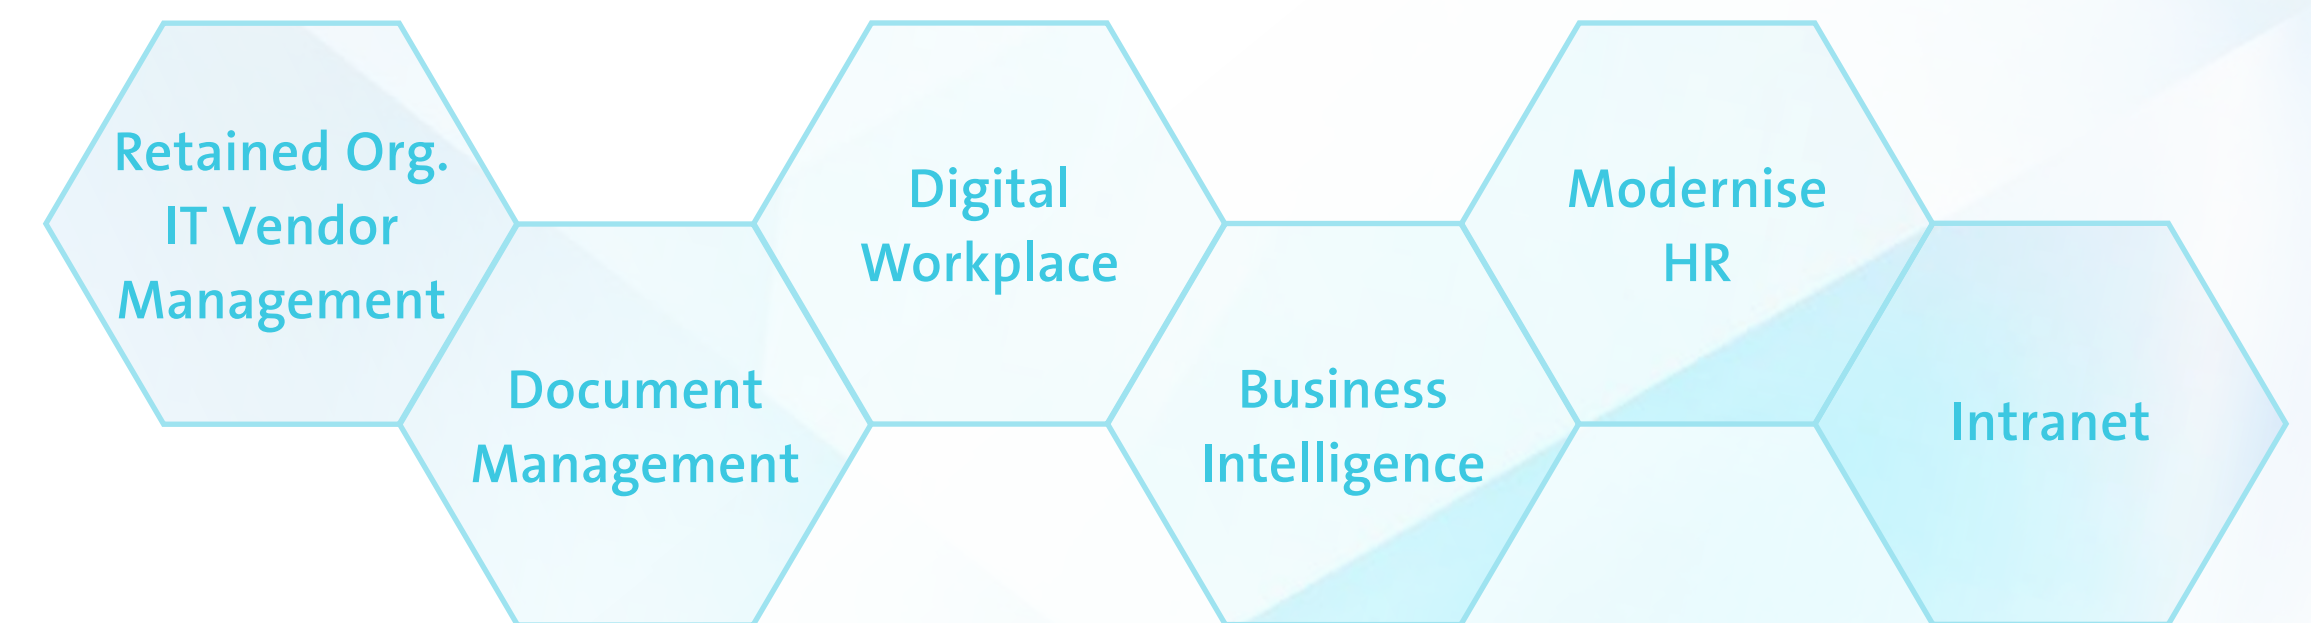 Retained Org.
IT Vendor
Management
Document
Management
Digital
Workplace
Business
Intelligence
Modernise
HR
Intranet